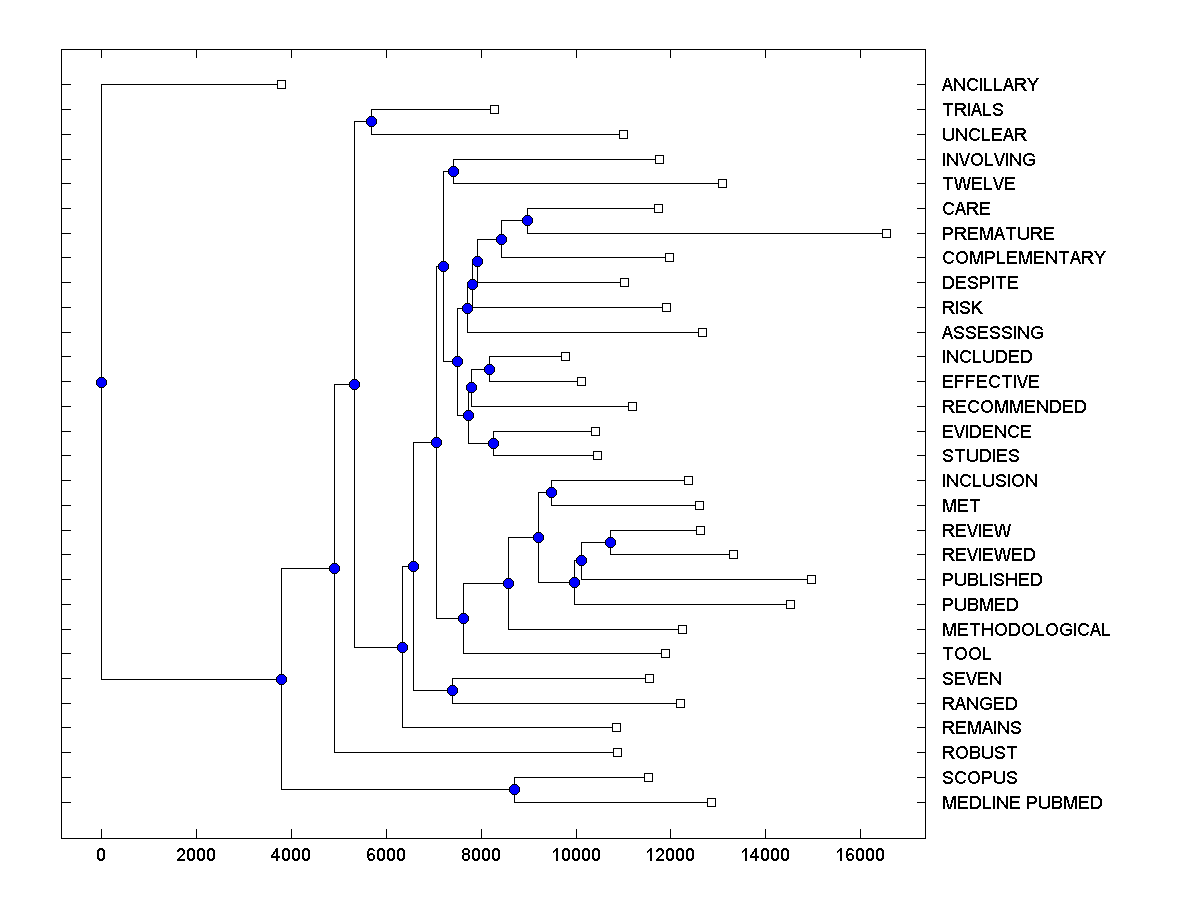 ANCILLARY
TRIALS
UNCLEAR
INVOLVING
TWELVE
CARE
PREMATURE
COMPLEMENTARY
DESPITE
RISK
ASSESSING
INCLUDED
EFFECTIVE
RECOMMENDED
EVIDENCE
STUDIES
INCLUSION
MET
REVIEW
REVIEWED
PUBLISHED
PUBMED
METHODOLOGICAL
TOOL
SEVEN
RANGED
REMAINS
ROBUST
SCOPUS
MEDLINE PUBMED
0 2000 4000 6000 8000 10000 12000 14000 16000